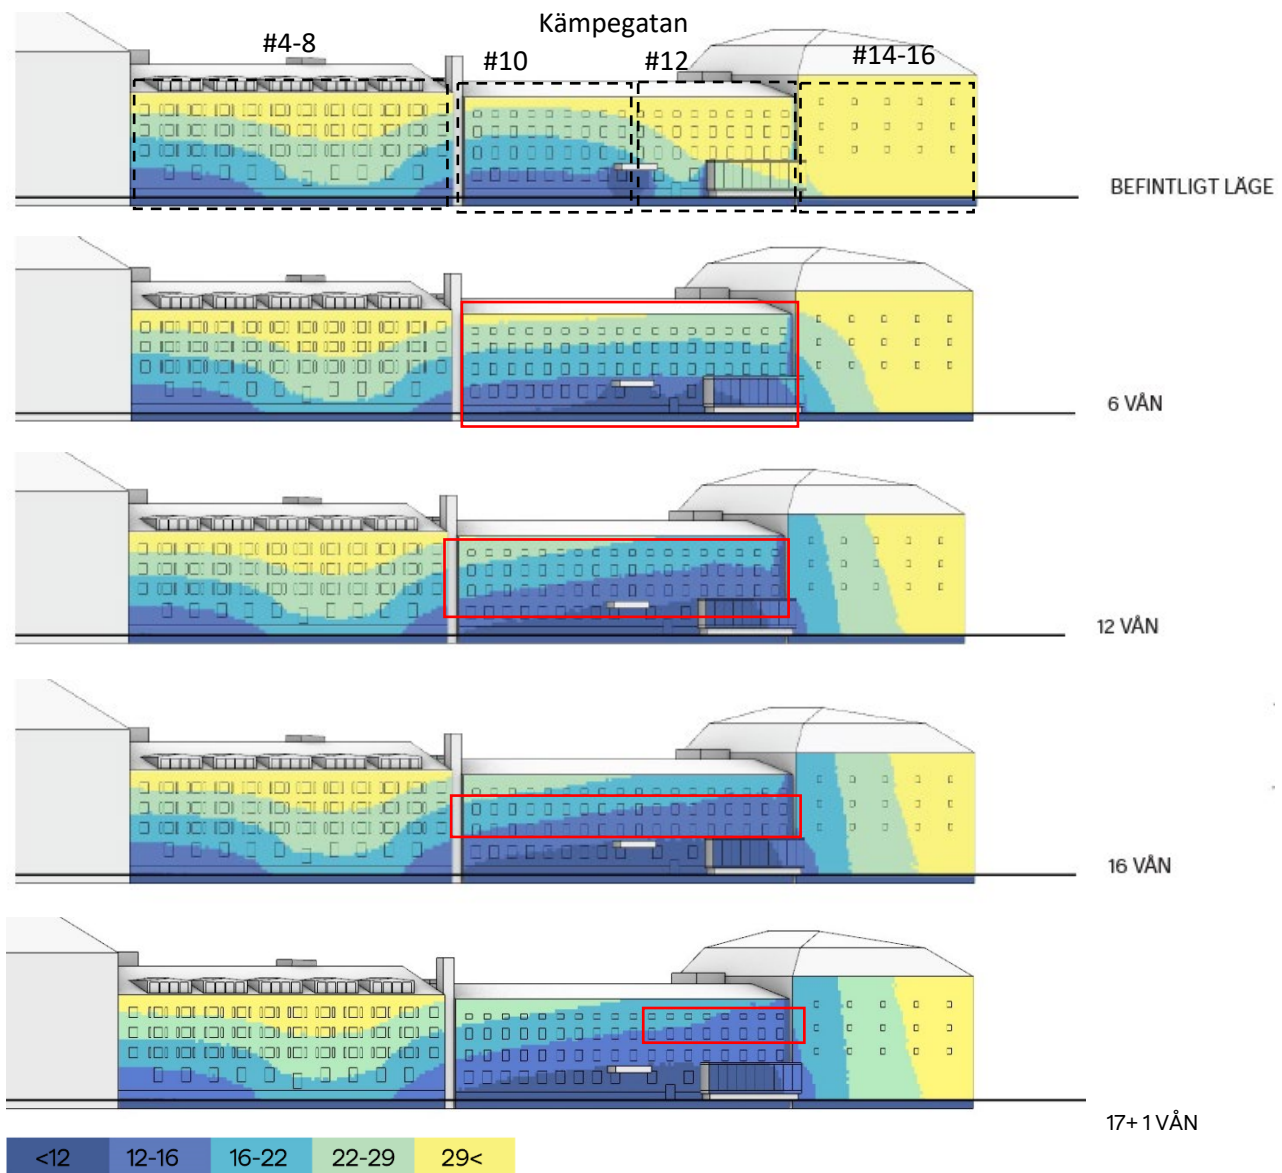 Kämpegatan
#4-8
#10
#12
#14-16
BEFINTLIGT LÄGE
6 VÅN
12 VÅN
16 VÅN
17+ 1 VÅN
<12 12-16 16-22 22-29 29<